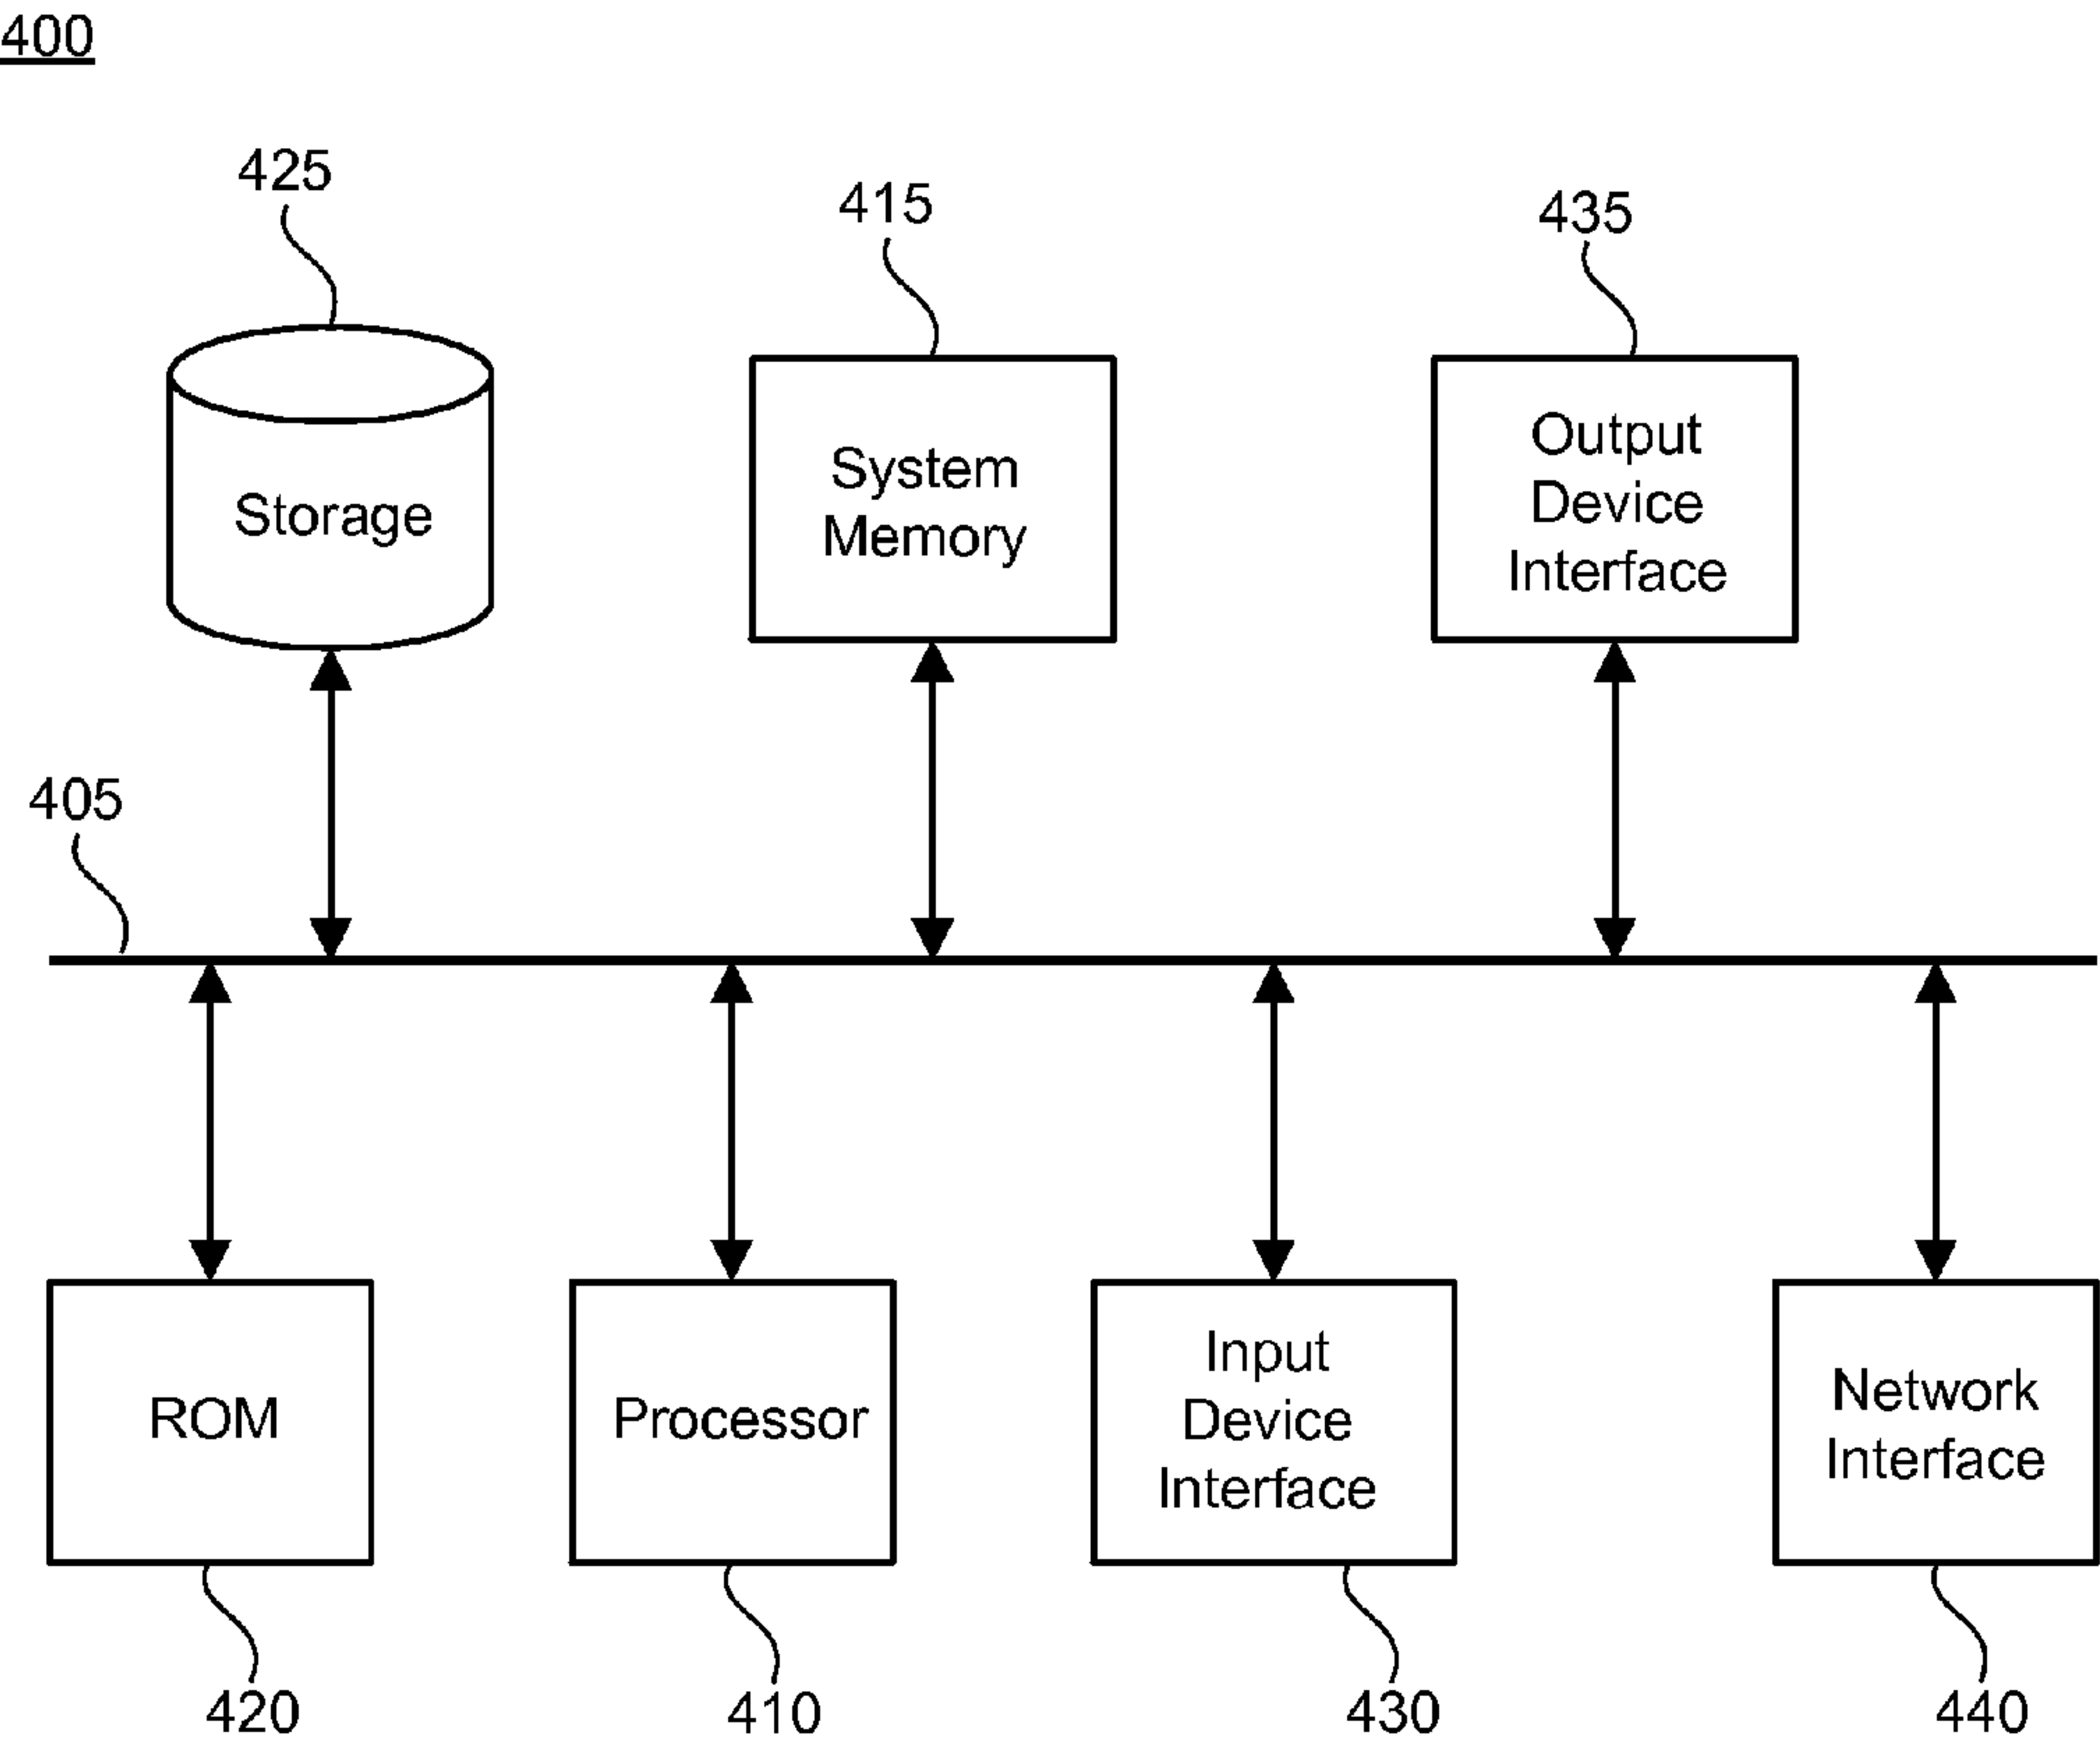 400
425
415
435
Storage
System
Memory
Output
Device
Interface
405
ROM
Processor
Input
Device
Interface
Network
Interface
420
410
430
440